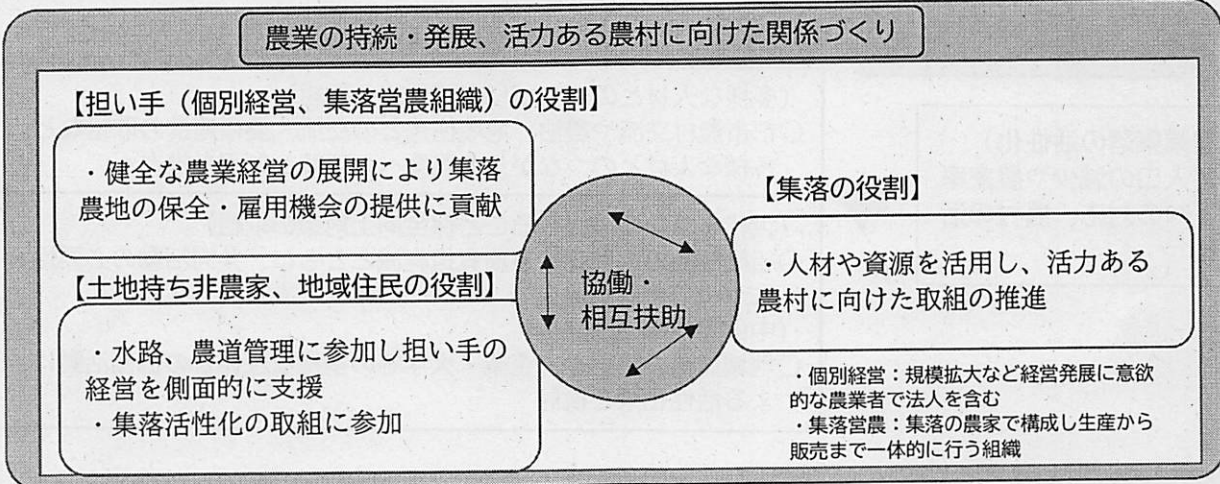 農業の持続・発展、活力ある農村に向けた関係づくり
【担い手（個別経営、集落営農組織）の役割】
・健全な農業経営の展開により集落
農地の保全・雇用機会の提供に貢献
【土地持ち非農家、地域住民の役割】
・水路、農道管理に参加し担い手の
経営を側面的に支援
・集落活性化の取組に参加
協働・
相互扶助
【集落の役割】
・人材や資源を活用し、活力ある
農村に向けた取組の推進
・個別経営：規模拡大など経営発展に意欲
的な農業者で法人を含む
・集落営農：集落の農家で構成し生産から
販売まで一体的に行う組織